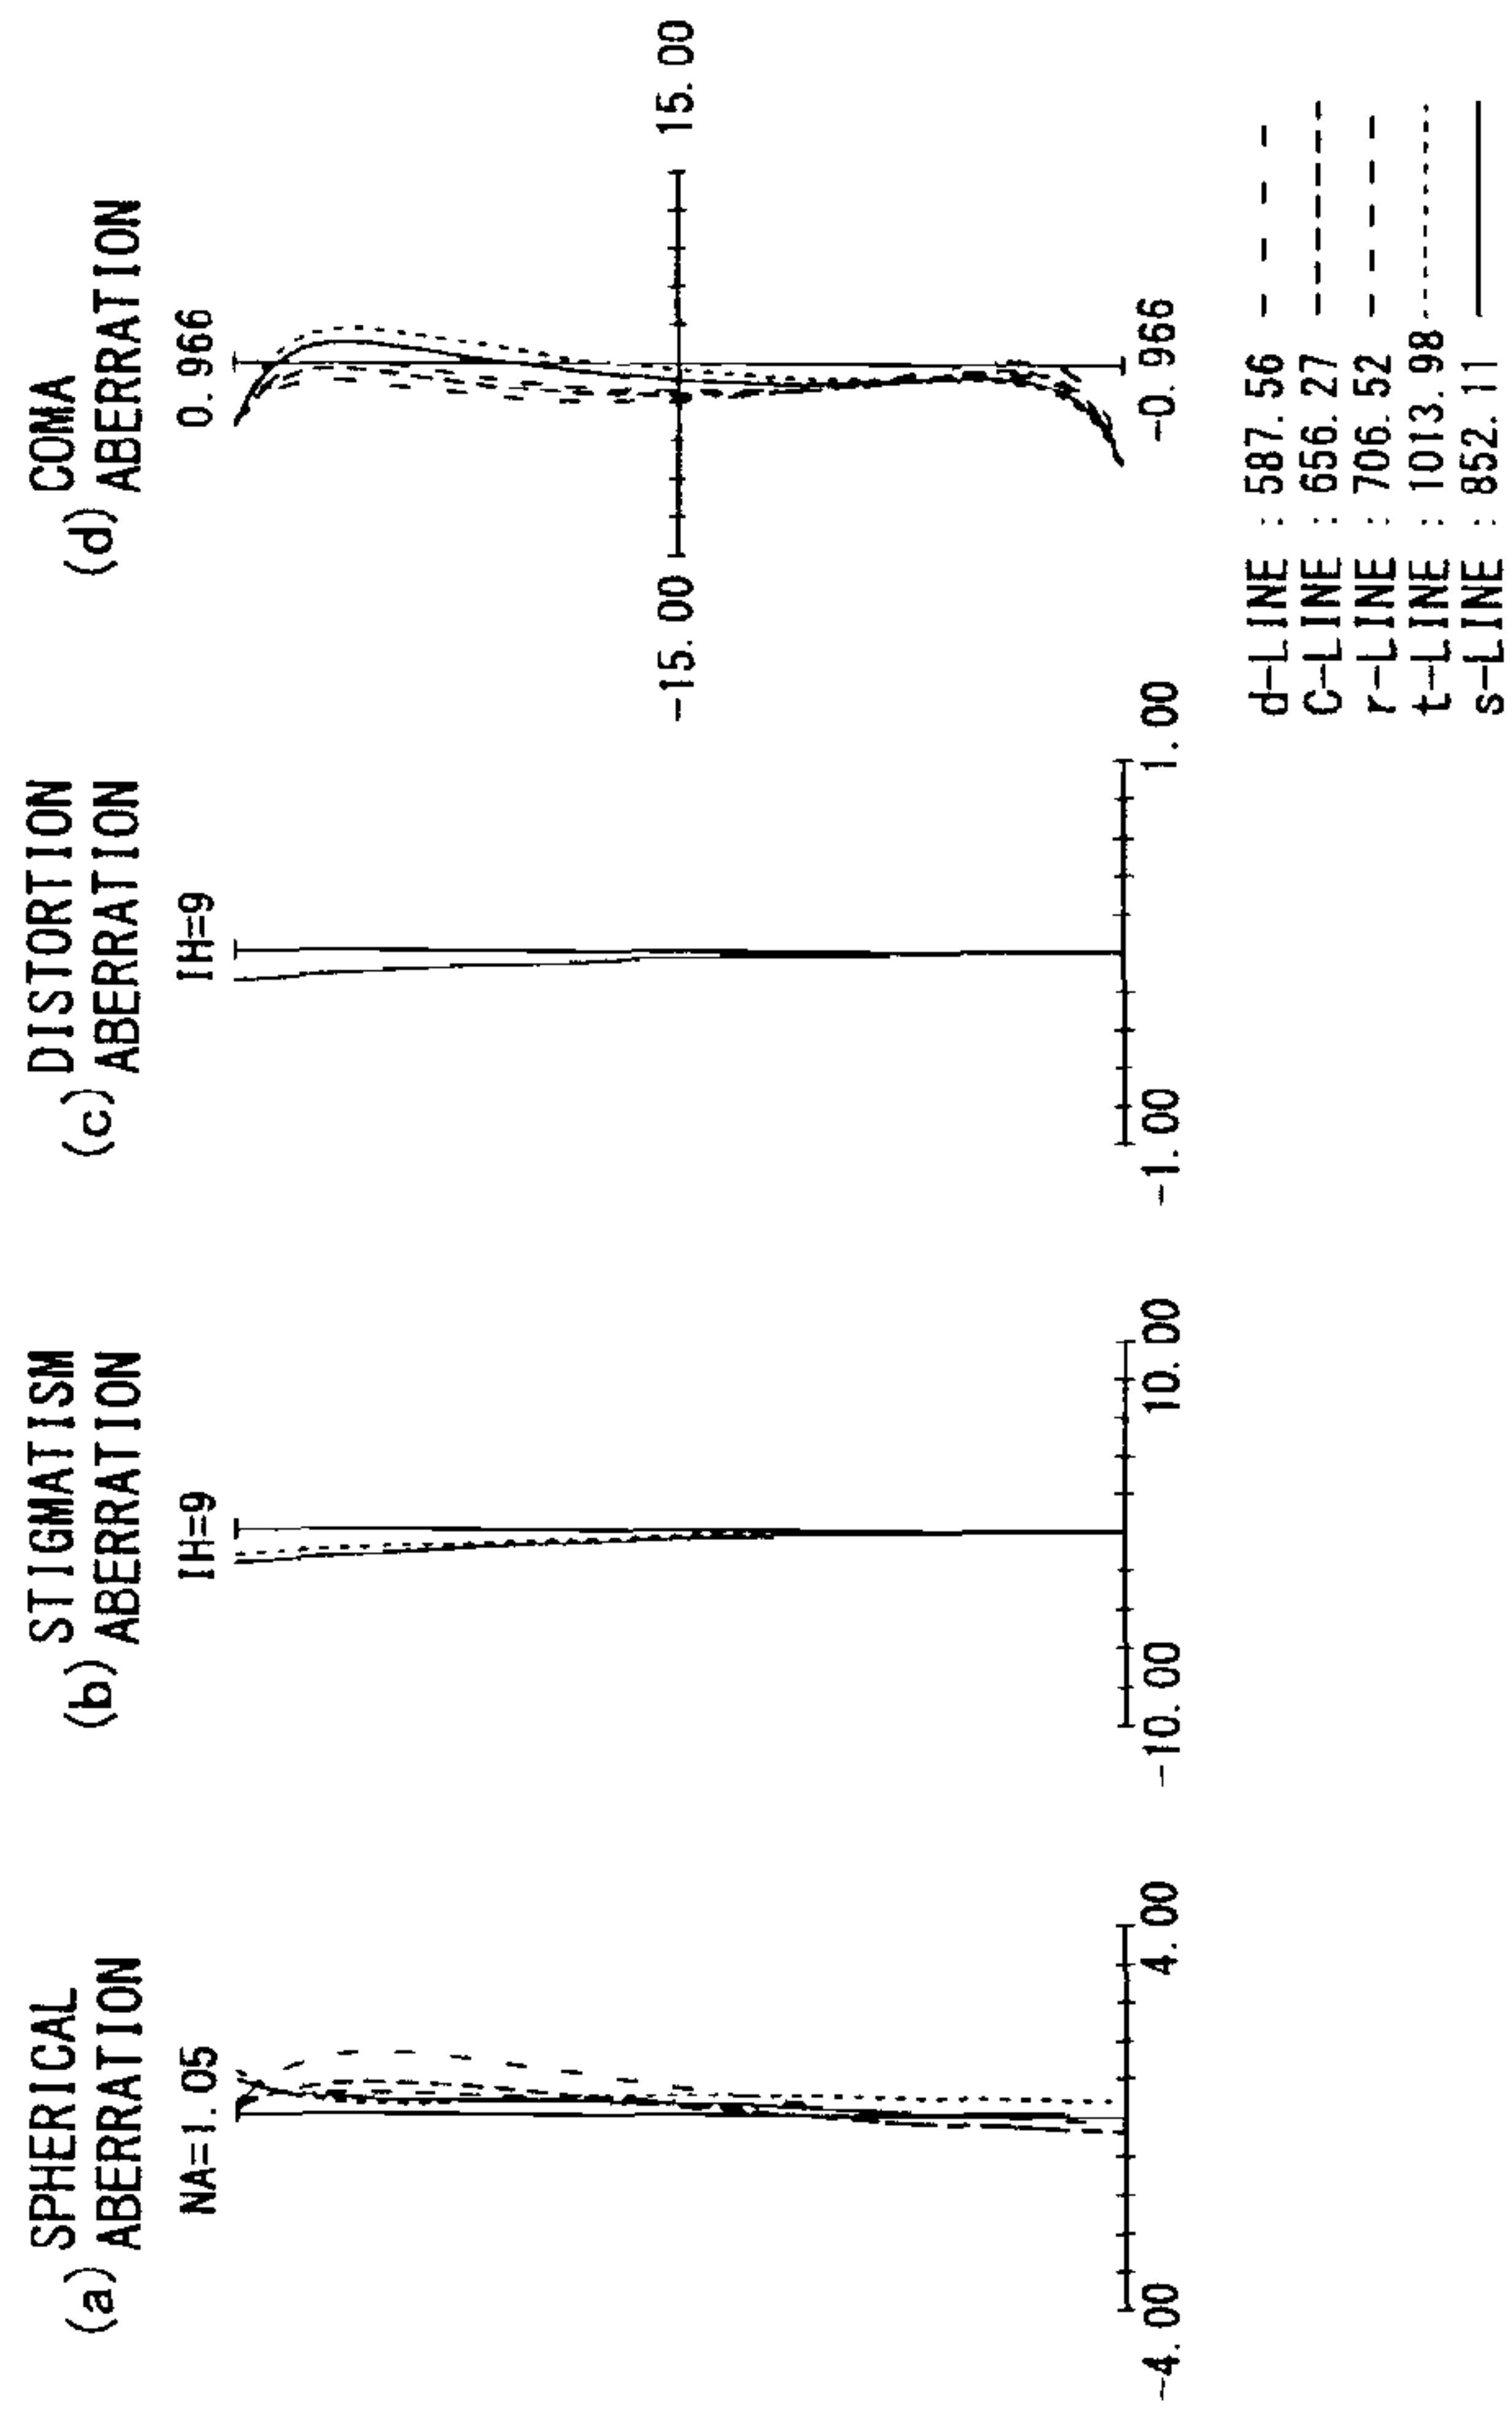 (a) SPHERICAL
ABERRATION
NA=1.05
-4.00
4.00
(b) STIGMATISM
ABERRATION
IH=9
-10.00
10.00
(c) DISTORTION
ABERRATION
IH=9
-1.00
1.00
(d) COMA
ABERRATION
0.966
-15.00
15.00
-0.966
d-LINE : 587.56
C-LINE : 656.27
r-LINE : 706.52
t-LINE : 1013.98
s-LINE : 852.11